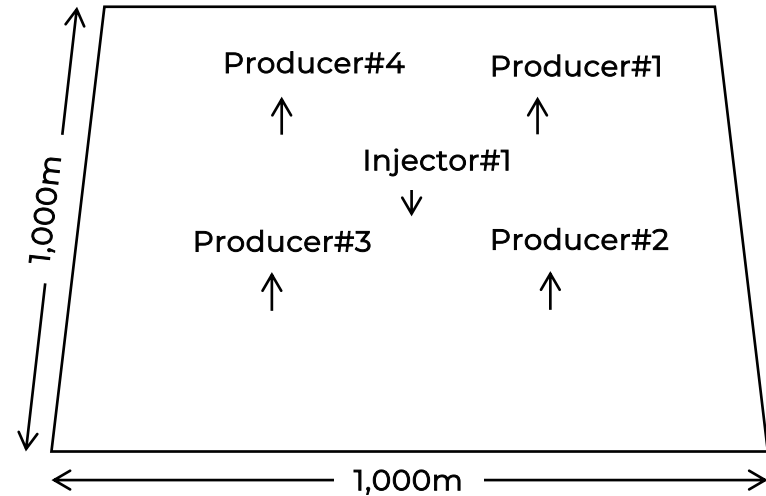 Producer#4
Producer#1
Injector#1
Producer#3
Producer#2
1,000m
1,000m